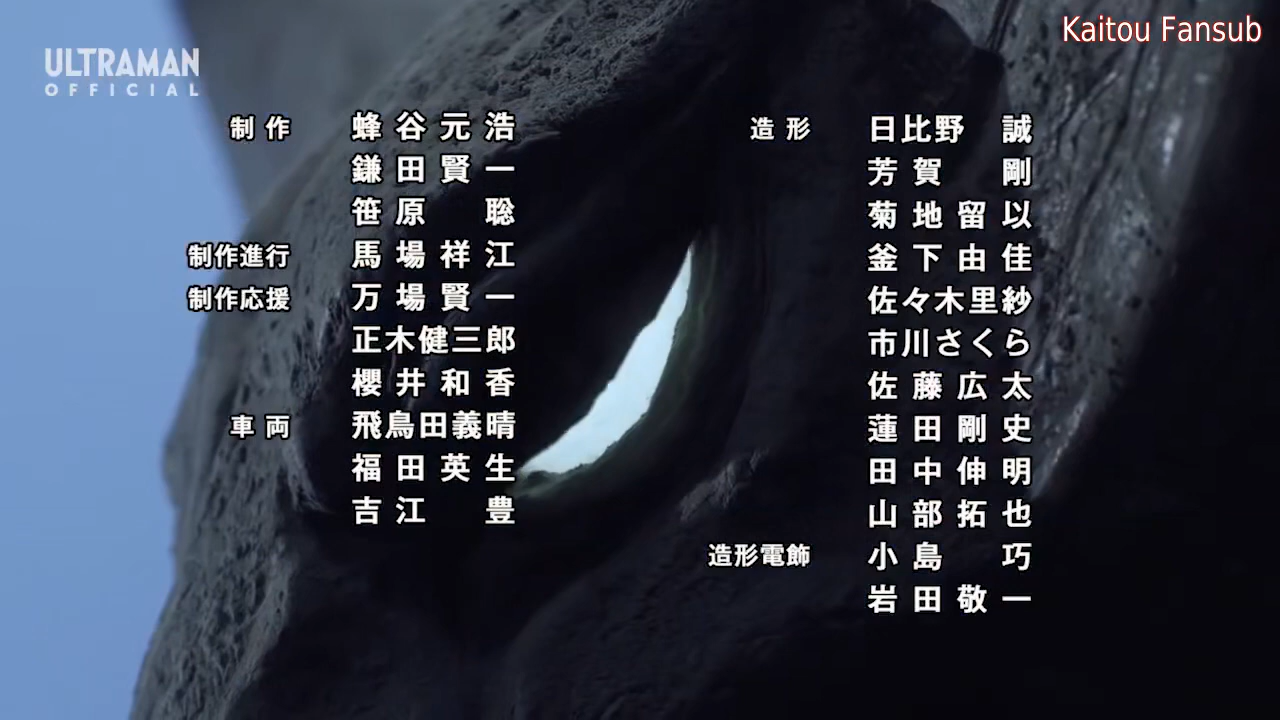 Kaitou Fansub
ULTRAMAN
OFFICIAL
制作 蜂谷元浩
鎌田賢一
笹原 聡
制作進行 馬場祥江
制作応援 万場賢一
正木健三郎
櫻井和香
車両 飛鳥田義晴
福田英生
吉江 豊
造形 日比野 誠
芳賀 剛
菊地留以
釜下由佳
佐々木里紗
市川さくら
佐藤広太
蓮田剛史
田中伸明
山部拓也
造形電飾 小島 巧
岩田敬一